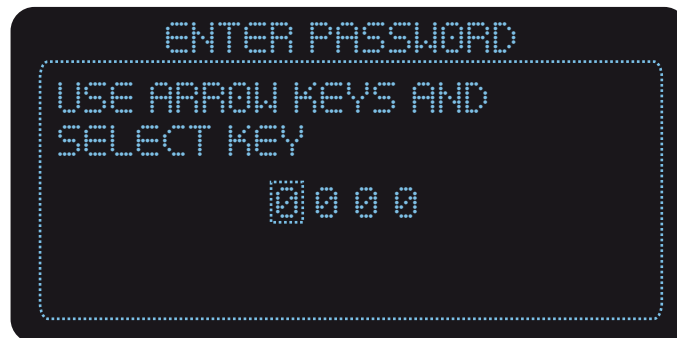 ENTER PASSWORD
USE ARROW KEYS AND
SELECT KEY
0 0 0 0